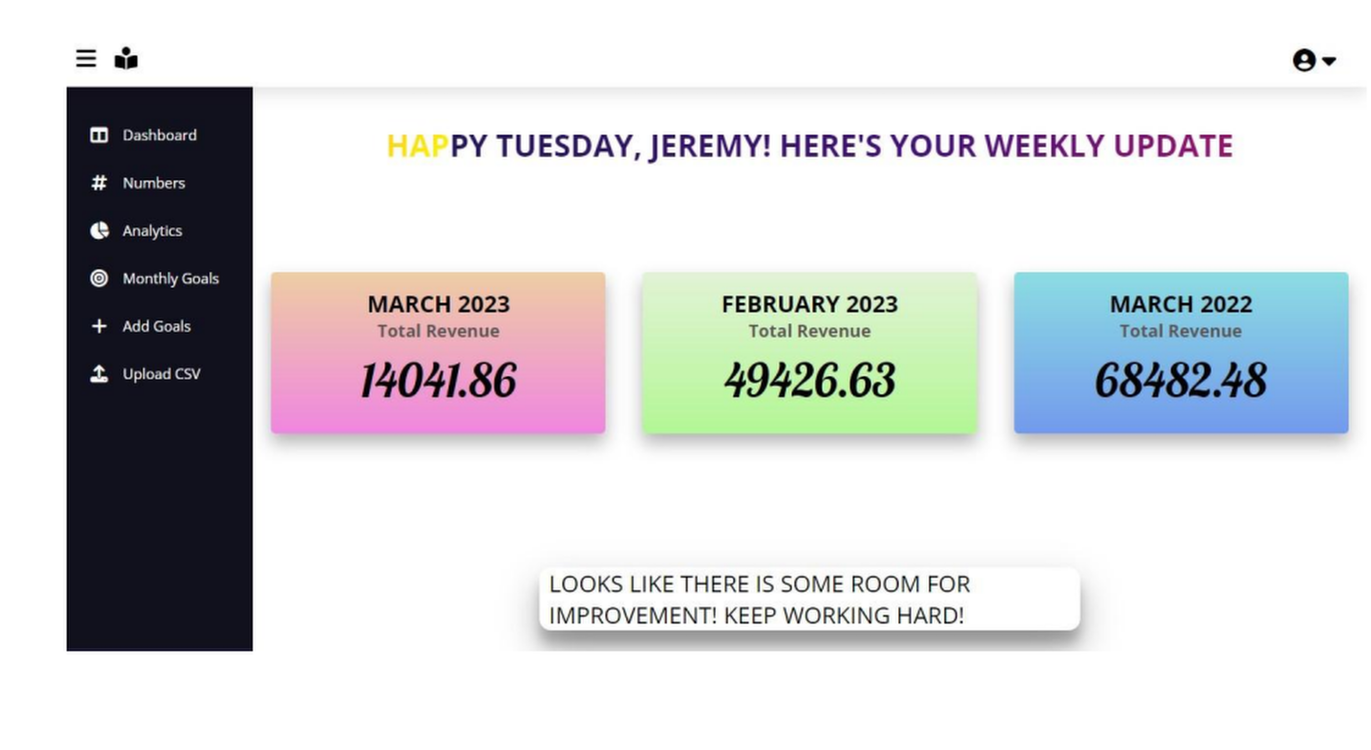 HAPPY TUESDAY, JEREMY! HERE'S YOUR WEEKLY UPDATE
Dashboard
Numbers
Analytics
Monthly Goals
Add Goals
Upload CSV
MARCH 2023
Total Revenue
14041.86
FEBRUARY 2023
Total Revenue
49426.63
MARCH 2022
Total Revenue
68482.48
LOOKS LIKE THERE IS SOME ROOM FOR
IMPROVEMENT! KEEP WORKING HARD!